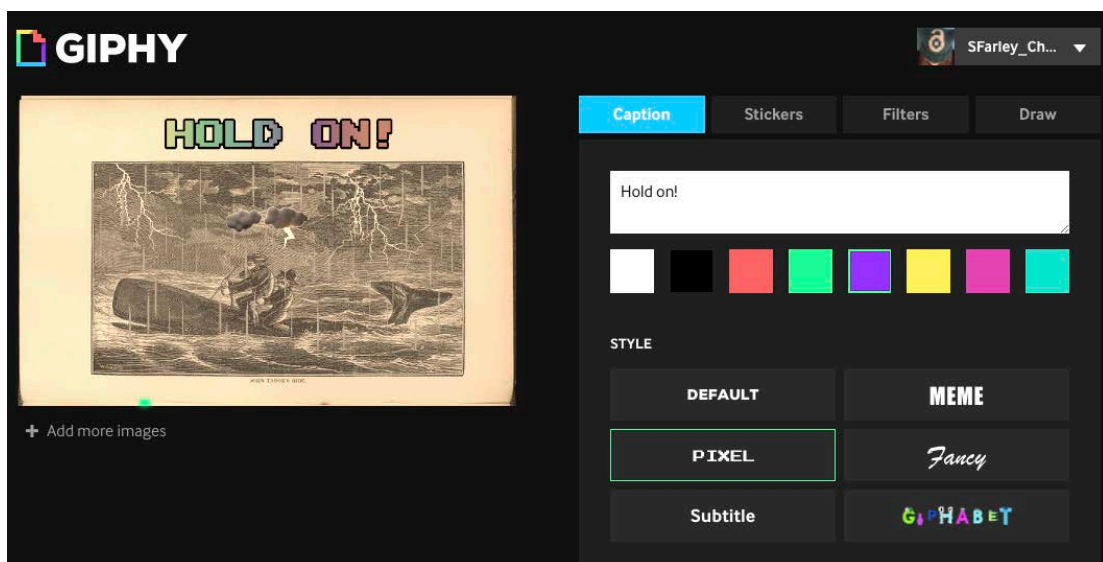 GIPHY
SFarley_Ch...
HOLD ON!
+ Add more images
Caption
Stickers
Filters
Draw
Hold on!
STYLE
DEFAULT
MEME
PIXEL
Fancy
Subtitle
GIPHABET